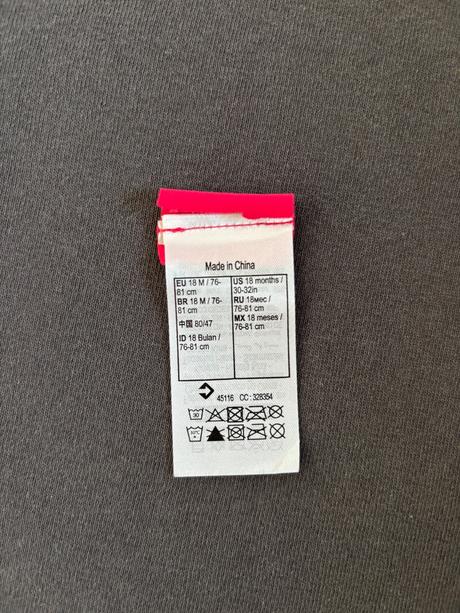 Made in China
EU 18 M / 76-
81 cm
BR 18 M / 76-
81 cm
中国 80/47
ID 18 Bulan /
76-81 cm
US 18 months /
30-32in
RU 18мес /
76-81 cm
MX 18 meses /
76-81 cm
45116 CC: 328354
30
30°C